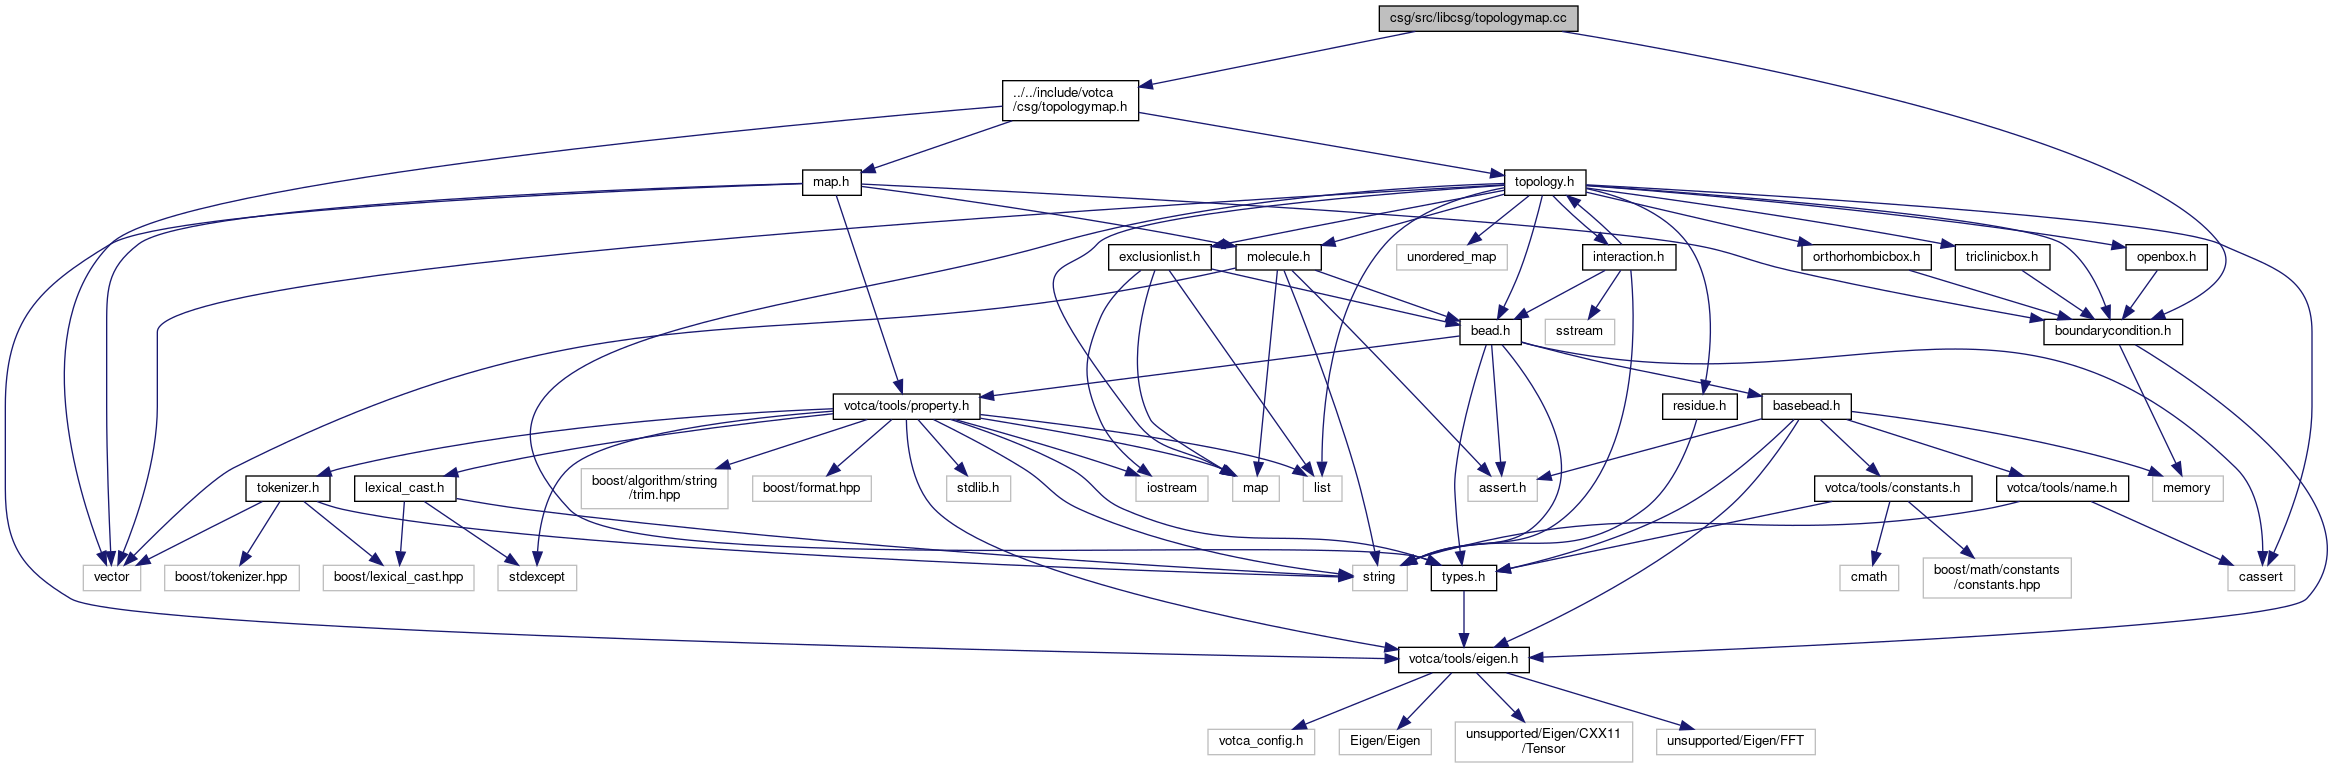 csg/src/libcsg/topologymap.cc
../../include/votca
/csg/topologymap.h
map.h
topology.h
exclusionlist.h
molecule.h
unordered_map
interaction.h
orthorhombicbox.h
triclinicbox.h
openbox.h
bead.h
sstream
boundarycondition.h
votca/tools/property.h
residue.h
basebead.h
tokenizer.h
lexical_cast.h
boost/algorithm/string
/trim.hpp
boost/format.hpp
stdlib.h
iostream
map
list
assert.h
votca/tools/constants.h
votca/tools/name.h
memory
vector
boost/tokenizer.hpp
boost/lexical_cast.hpp
stdexcept
string
types.h
cmath
boost/math/constants
/constants.hpp
cassert
votca/tools/eigen.h
votca_config.h
Eigen/Eigen
unsupported/Eigen/CXX11
/Tensor
unsupported/Eigen/FFT